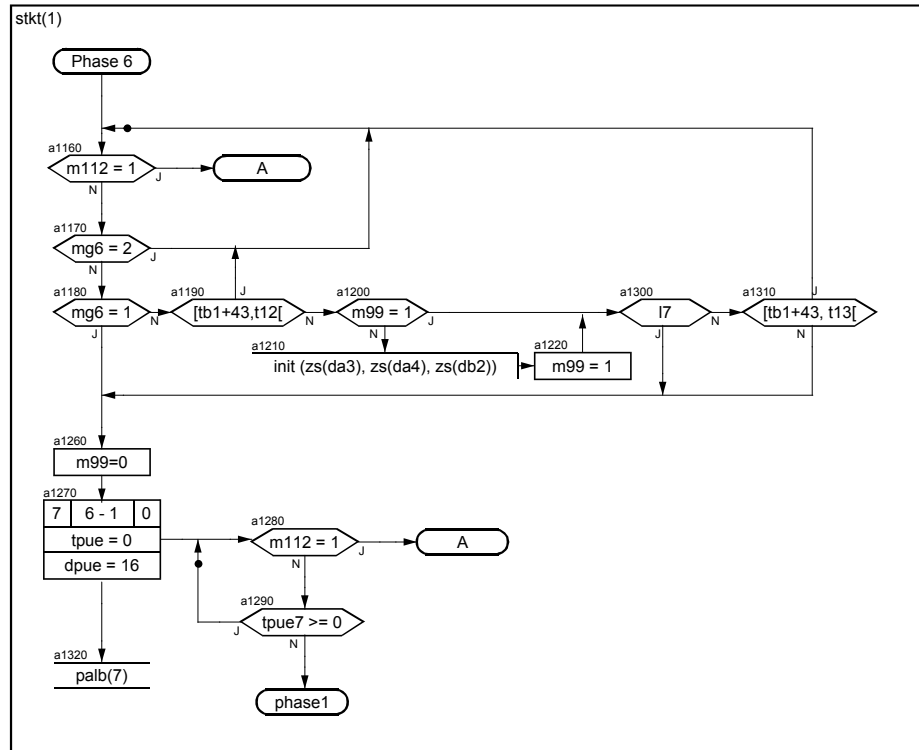 stkt(1)
Phase 6
a1160
m112 = 1
J
A
N
a1170
mg6 = 2
J
N
a1180
mg6 = 1
N
J
a1190
[tb1+43,t12[
J
N
a1200
m99 = 1
J
N
a1300
l7
N
J
a1310
[tb1+43, t13[
J
N
a1210
init (zs(da3), zs(da4), zs(db2))
a1220
m99 = 1
a1260
m99=0
a1270
7 6 - 1 0
tpue = 0
dpue = 16
a1280
m112 = 1
J
A
N
a1290
tpue7 >= 0
J
N
a1320
palb(7)
phase1